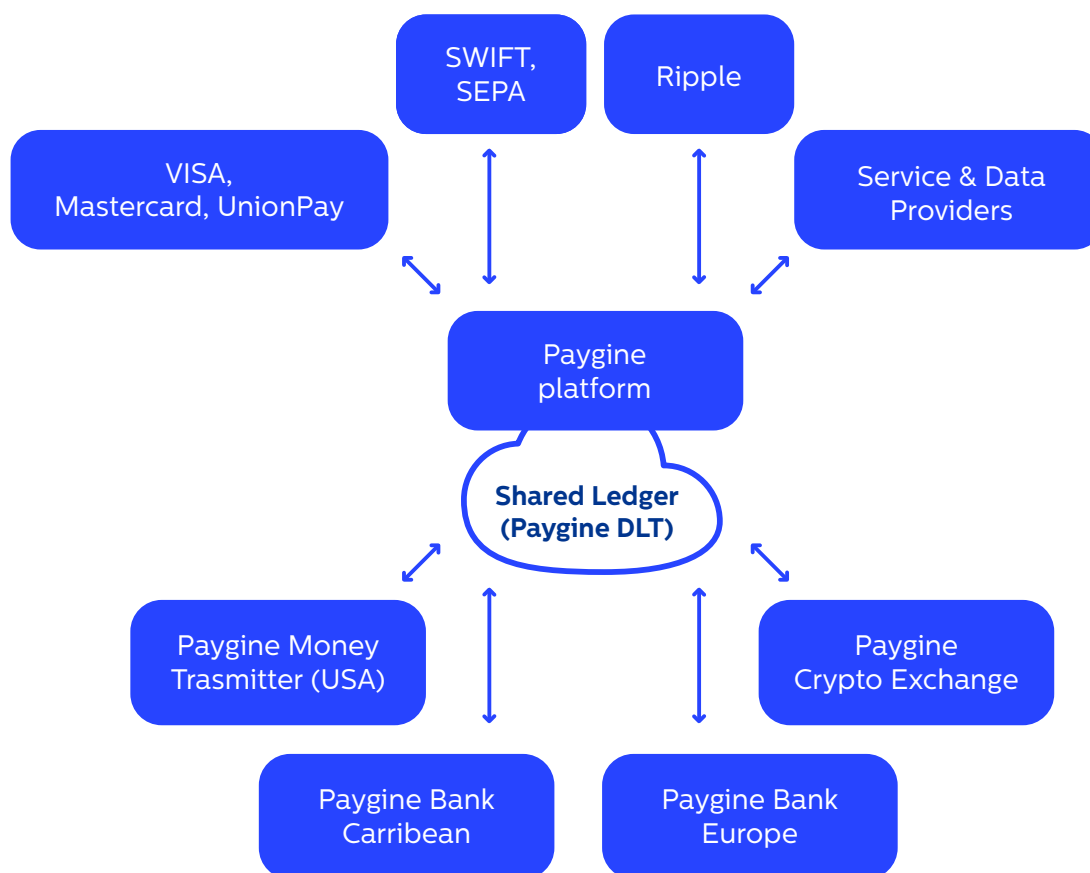 SWIFT,
SEPA
Ripple
VISA,
Mastercard, UnionPay
Service & Data
Providers
Paygine
platform
Shared Ledger
(Paygine DLT)
Paygine Money
Trasmitter (USA)
Paygine
Crypto Exchange
Paygine Bank
Carribean
Paygine Bank
Europe